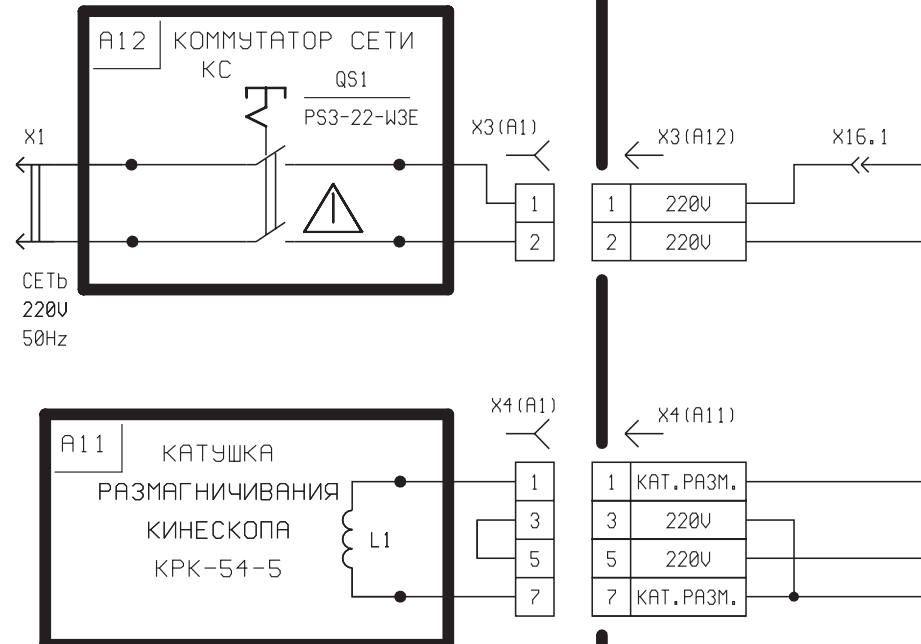 A12
КОММУТАТОР СЕТИ
КС
QS1
PS3-22-W3E
X1
X3(A1)
X3(A12)
X16.1
1
1 220V
2
2 220V
СЕТЬ
220V
50Hz
X4(A1)
X4(A11)
A11
КАТУШКА
РАЗМАГНИЧИВАНИЯ
КИНЕСКОПА
КРК-54-5
L1
1
1 КАТ.РАЗМ.
3
3 220V
5
5 220V
7
7 КАТ.РАЗМ.